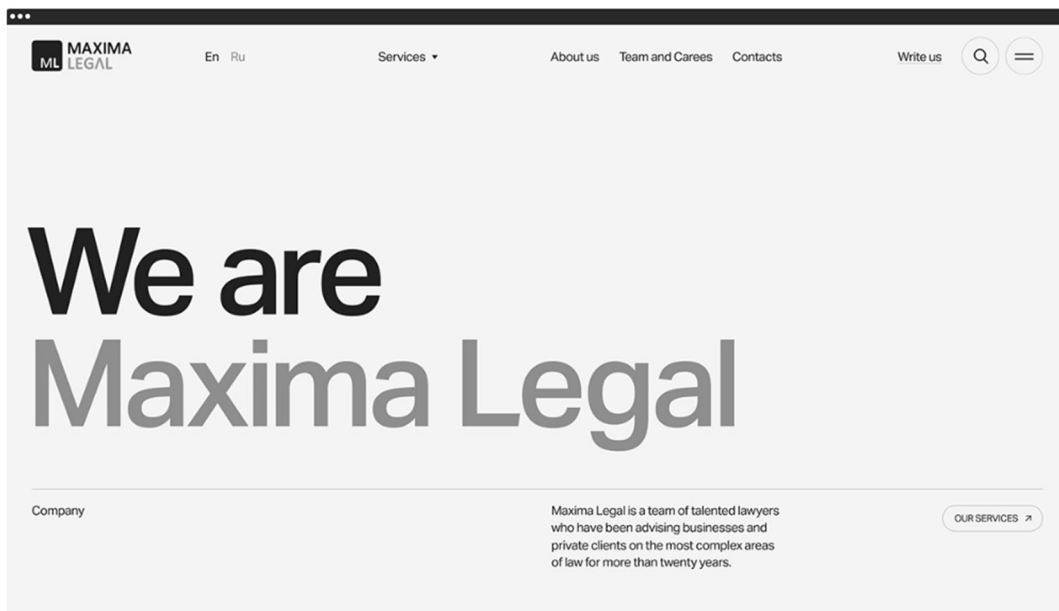 ML
MAXIMA
LEGAL
En Ru
Services
About us Team and Carees Contacts
Write us
We are
Maxima Legal
Company
Maxima Legal is a team of talented lawyers
who have been advising businesses and
private clients on the most complex areas
of law for more than twenty years.
OUR SERVICES